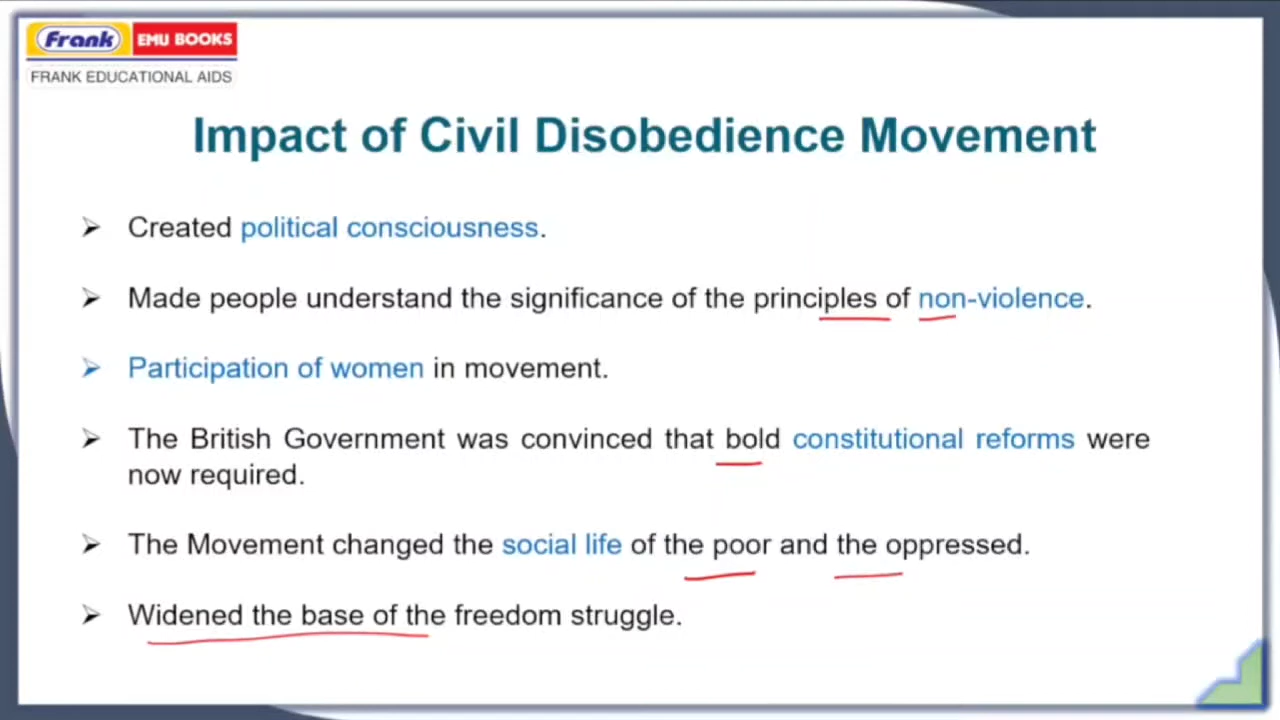 Frank EMU BOOKS
FRANK EDUCATIONAL AIDS
Impact of Civil Disobedience Movement
➢ Created political consciousness.
➢ Made people understand the significance of the principles of non-violence.
➢ Participation of women in movement.
➢ The British Government was convinced that bold constitutional reforms were
now required.
➢ The Movement changed the social life of the poor and the oppressed.
➢ Widened the base of the freedom struggle.